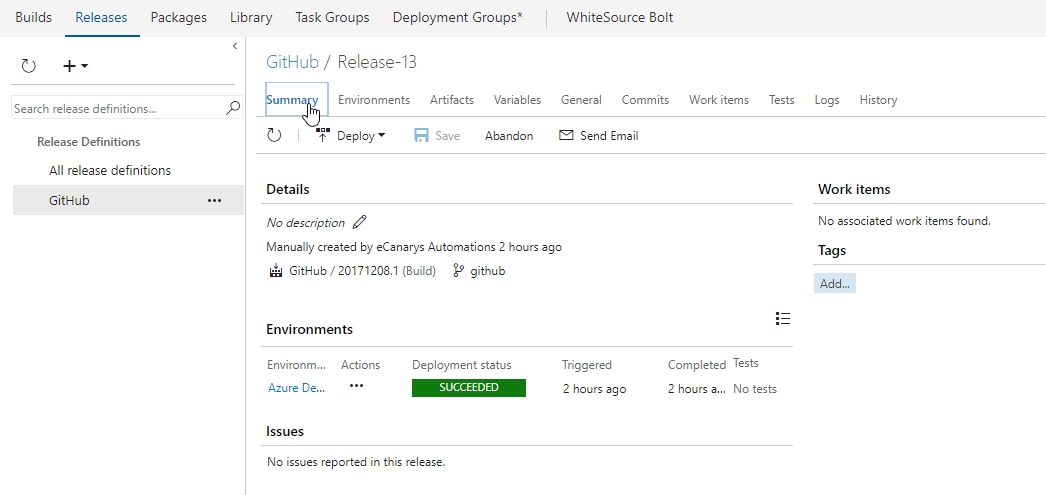 Builds Releases Packages Library Task Groups Deployment Groups* WhiteSource Bolt
GitHub / Release-13
Summary Environments Artifacts Variables General Commits Work items Tests Logs History
Search release definitions...
Deploy Save Abandon Send Email
Release Definitions
All release definitions
GitHub
Details
No description
Manually created by eCanarys Automations 2 hours ago
GitHub / 20171208.1 (Build) github
Work items
No associated work items found.
Tags
Add...
Environments
Environm... Actions Deployment status Triggered Completed Tests
Azure De... SUCCEEDED 2 hours ago 2 hours a... No tests
Issues
No issues reported in this release.